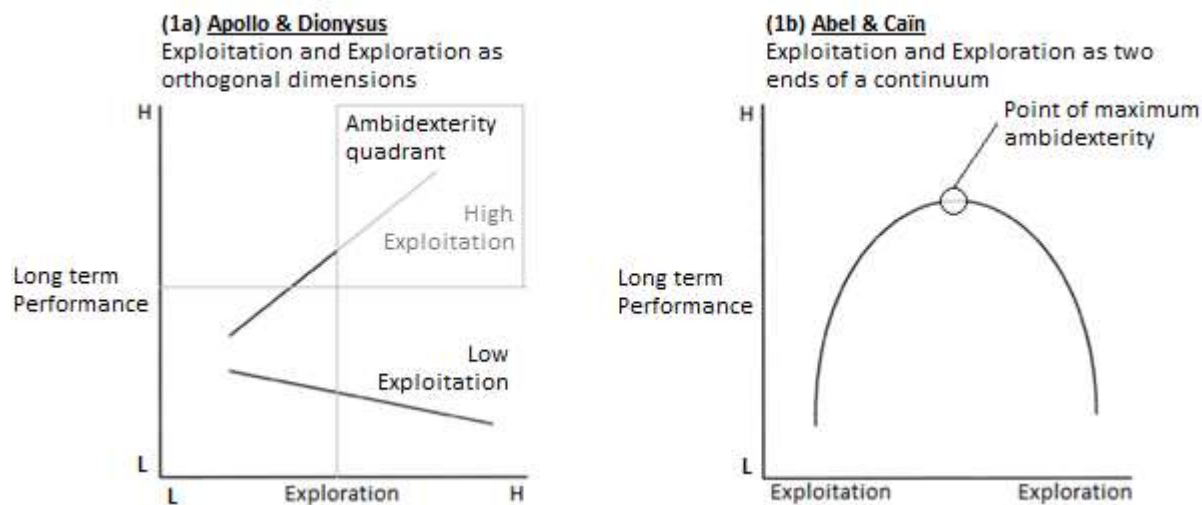 (1a) Apollo & Dionysus
Exploitation and Exploration as
orthogonal dimensions
H
Ambidexterity
quadrant
High
Exploitation
Long term
Performance
Low
Exploitation
L
L
Exploration
H
(1b) Abel & Caïn
Exploitation and Exploration as two
ends of a continuum
H
Point of maximum
ambidexterity
Long term
Performance
L
Exploitation
Exploration